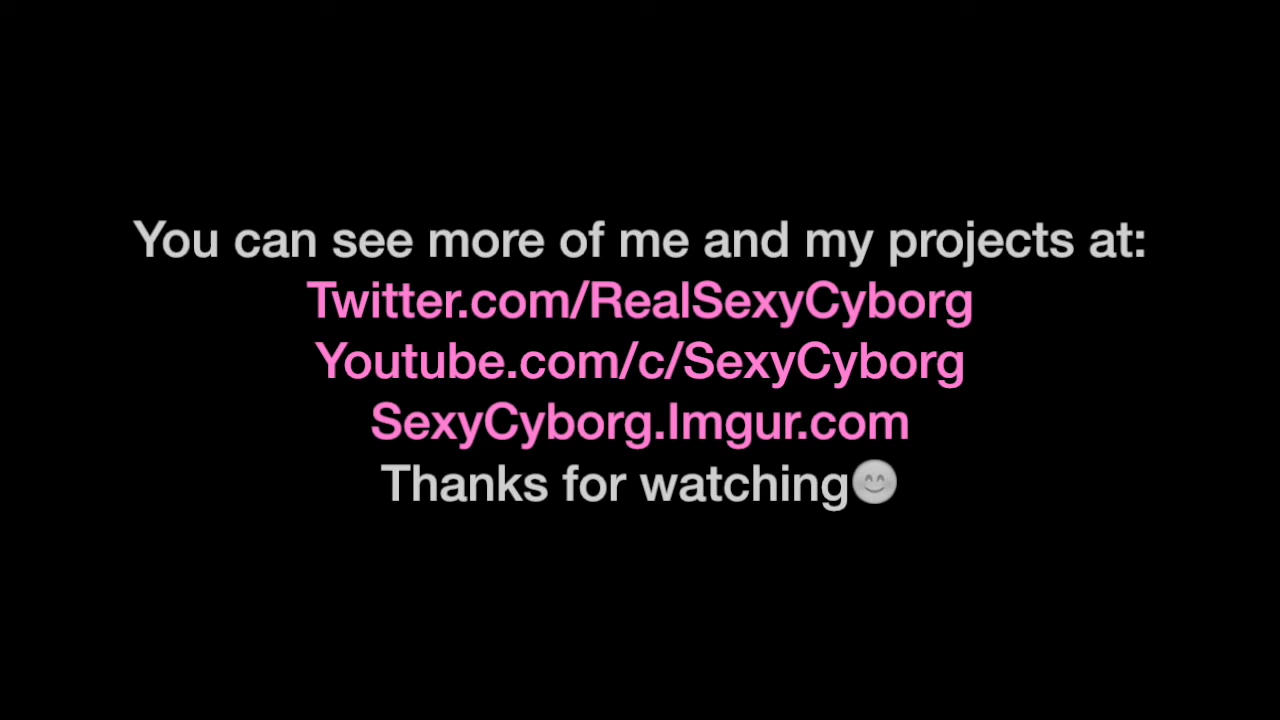 You can see more of me and my projects at:
Twitter.com/RealSexyCyborg
Youtube.com/c/SexyCyborg
SexyCyborg.Imgur.com
Thanks for watching😊